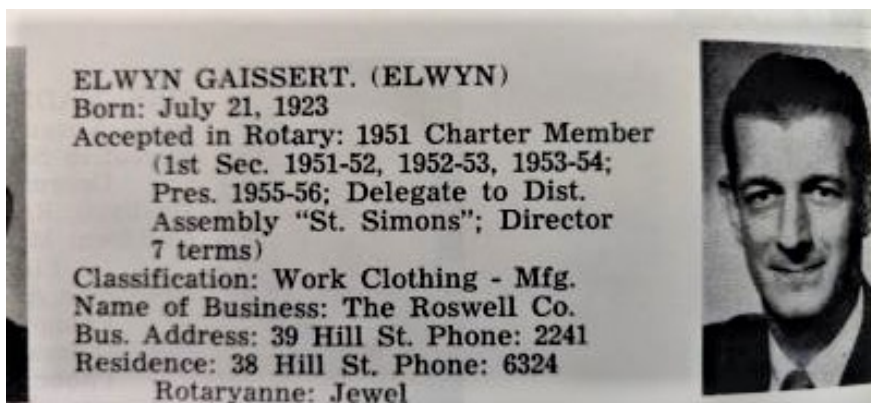 ELWYN GAISSERT. (ELWYN)
Born: July 21, 1923
Accepted in Rotary: 1951 Charter Member
(1st Sec. 1951-52, 1952-53, 1953-54;
Pres. 1955-56; Delegate to Dist.
Assembly “St. Simons”; Director
7 terms)
Classification: Work Clothing - Mfg.
Name of Business: The Roswell Co.
Bus. Address: 39 Hill St. Phone: 2241
Residence: 38 Hill St. Phone: 6324
Rotaryanne: Jewel